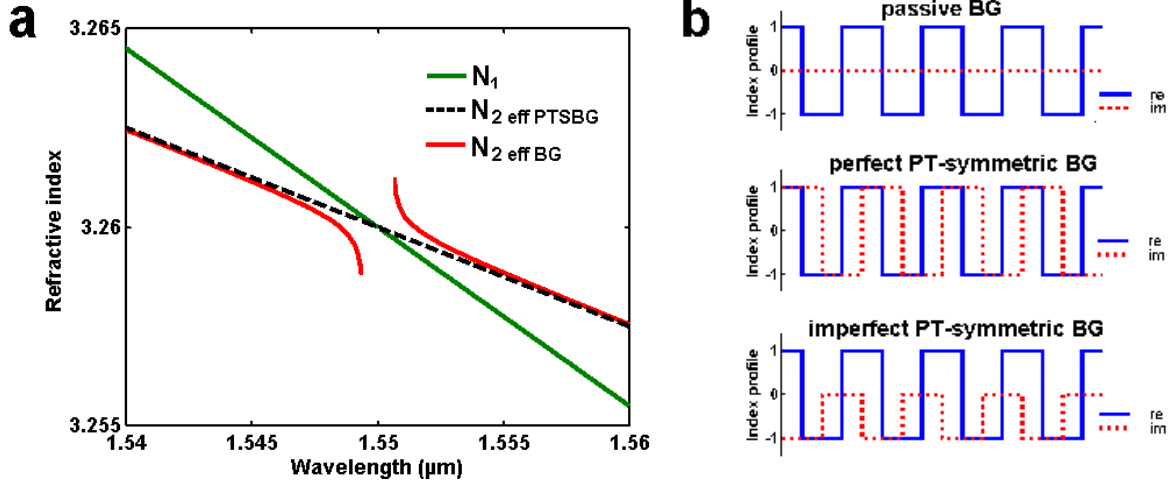 a
3.265
3.26
3.255
Refractive index
1.54 1.545 1.55 1.555 1.56
Wavelength (µm)
N1
N2 eff PTSBG
N2 eff BG
b
passive BG
Index profile
1
0
-1
re
im
perfect PT-symmetric BG
Index profile
1
0
-1
re
im
imperfect PT-symmetric BG
Index profile
1
0
-1
re
im